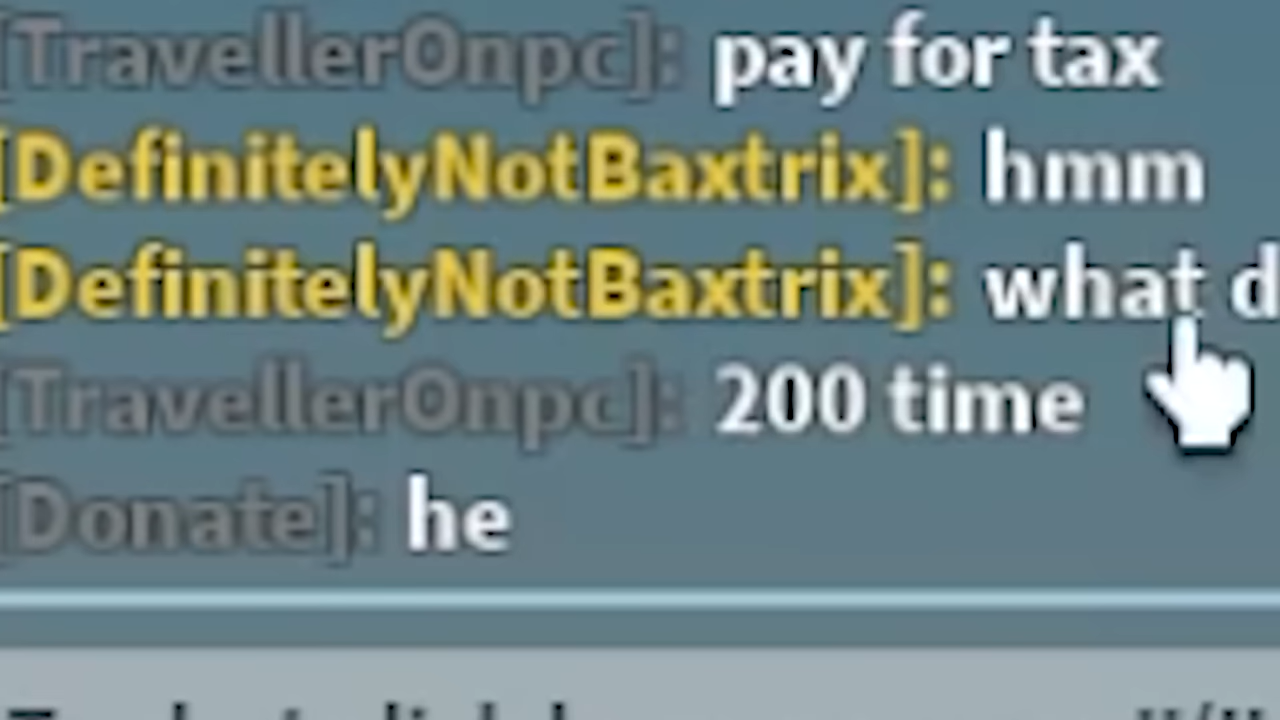 [TravellerOnpc]: pay for tax
[DefinitelyNotBaxtrix]: hmm
[DefinitelyNotBaxtrix]: what d
[TravellerOnpc]: 200 time
[Donate]: he